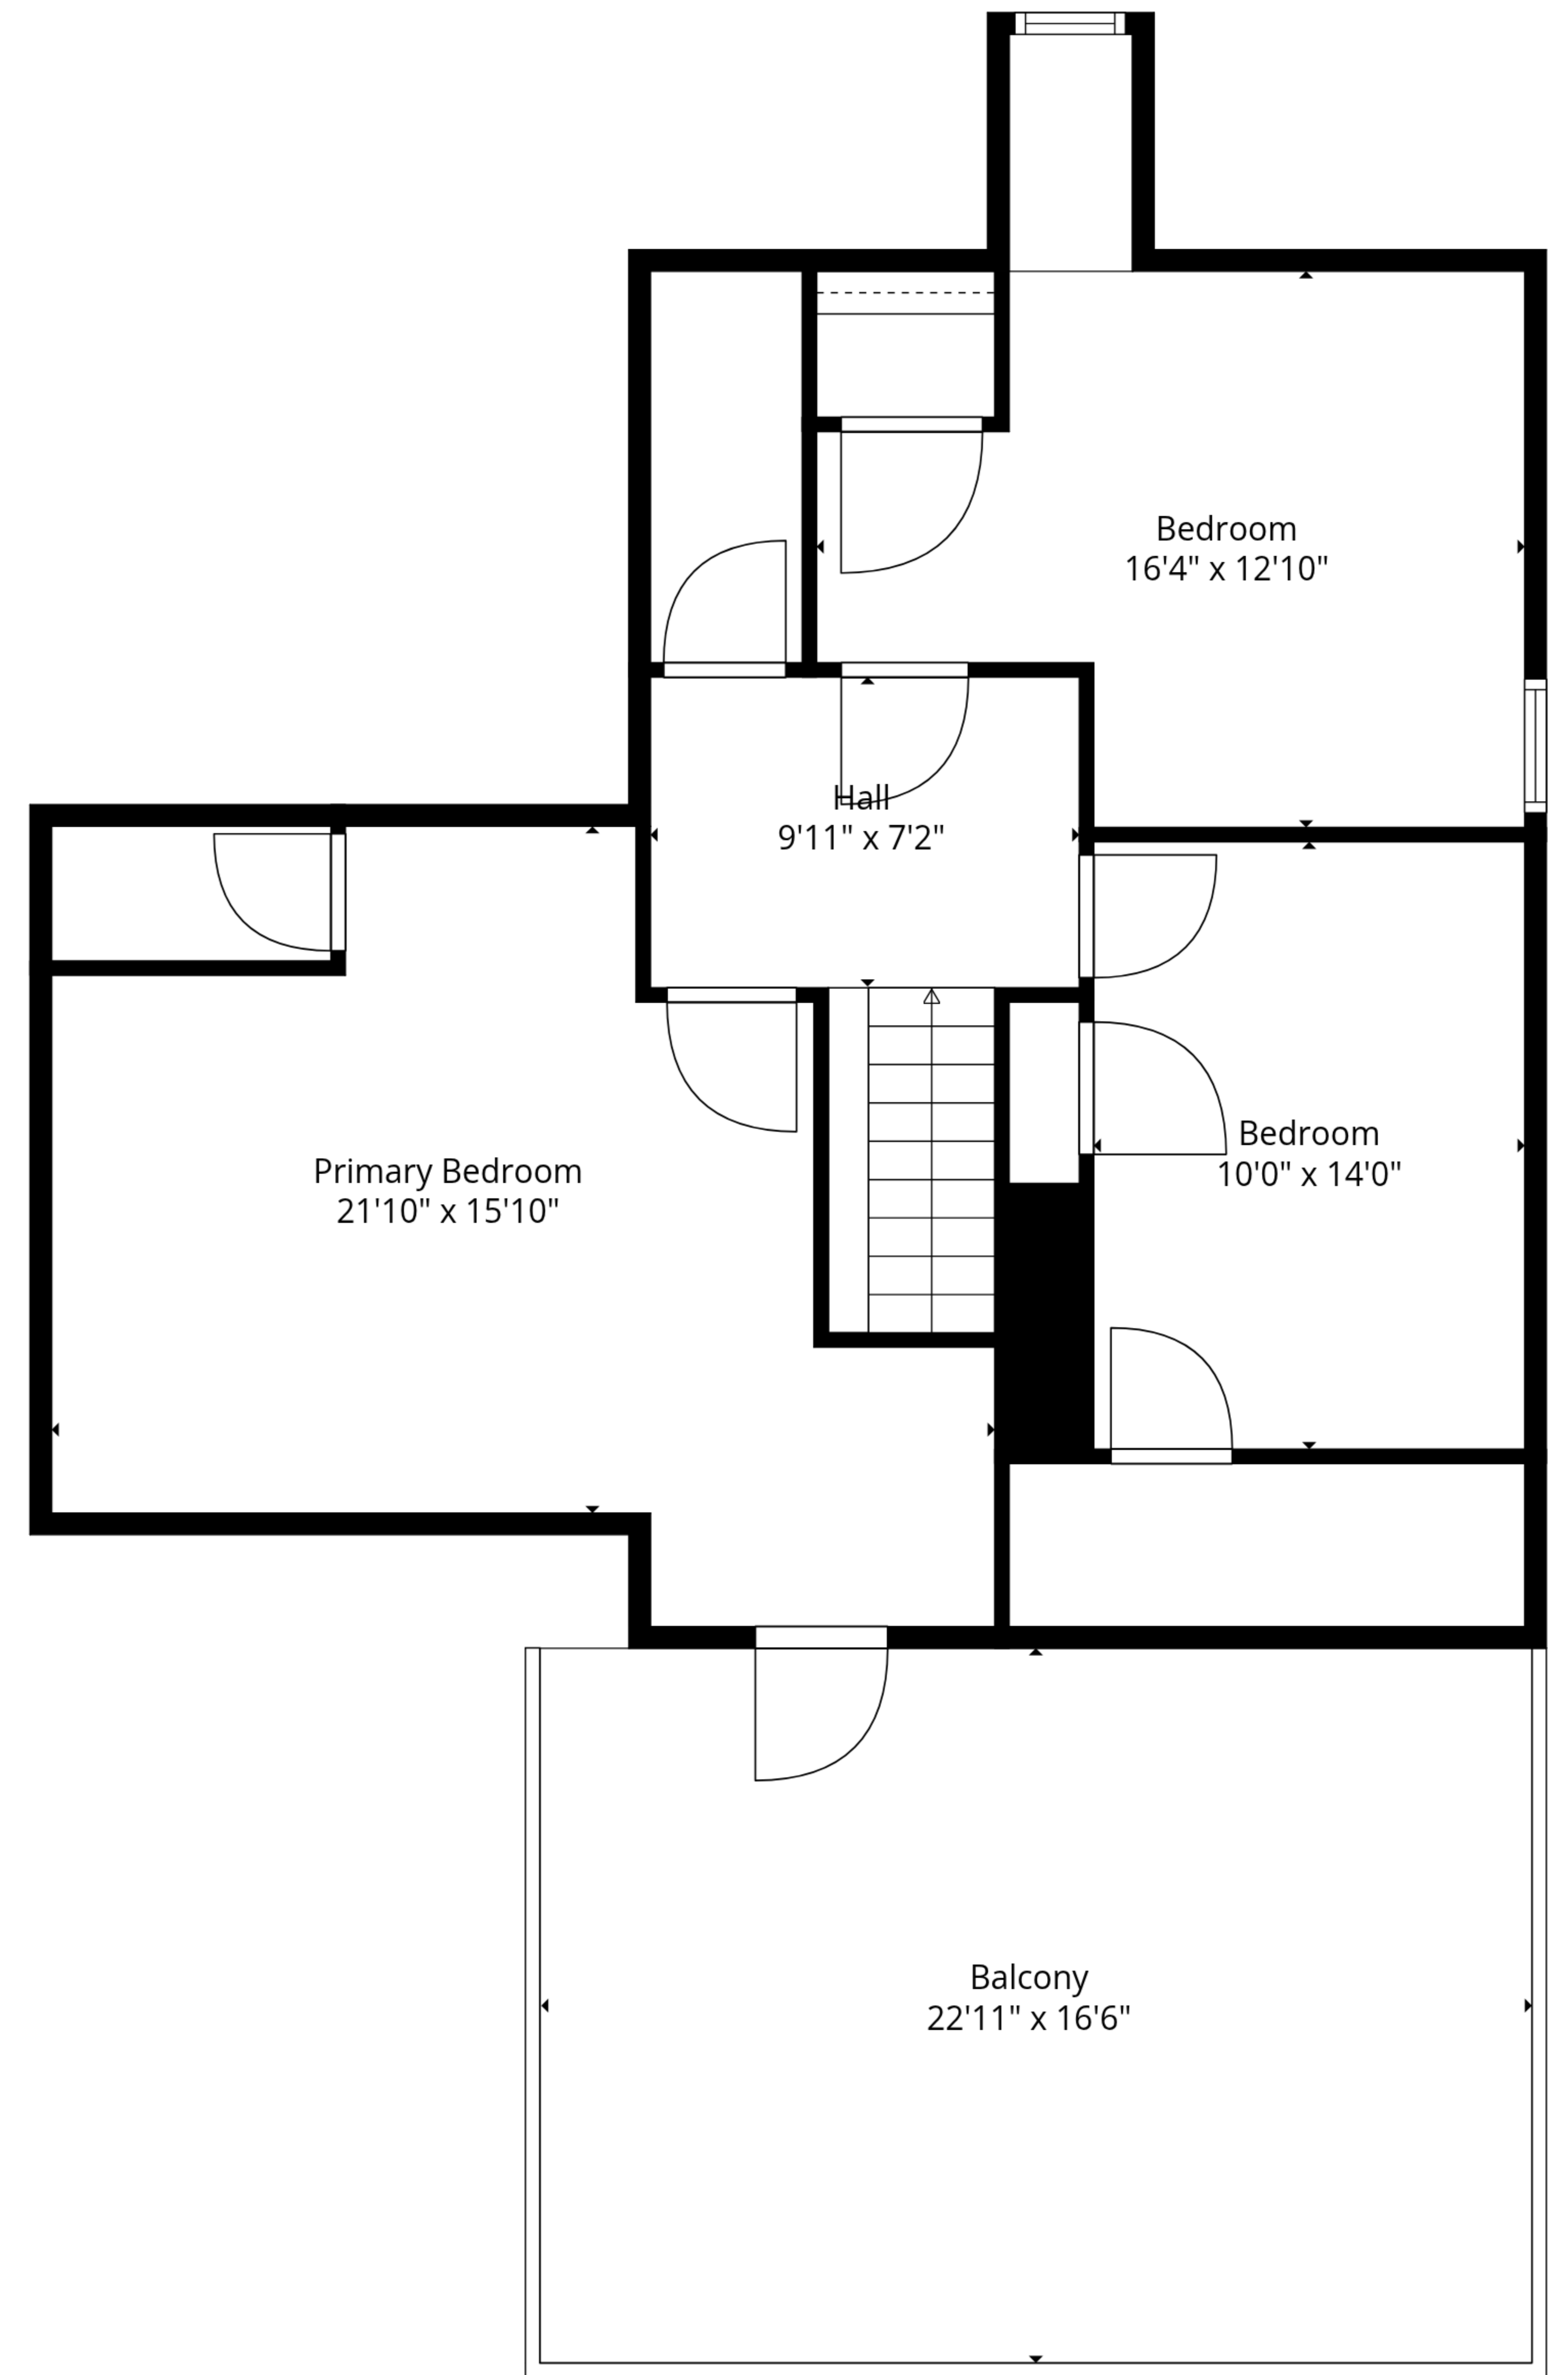 Bedroom
16'4" x 12'10"
Hall
9'11" x 7'2"
Bedroom
10'0" x 14'0"
Primary Bedroom
21'10" x 15'10"
Balcony
22'11" x 16'6"